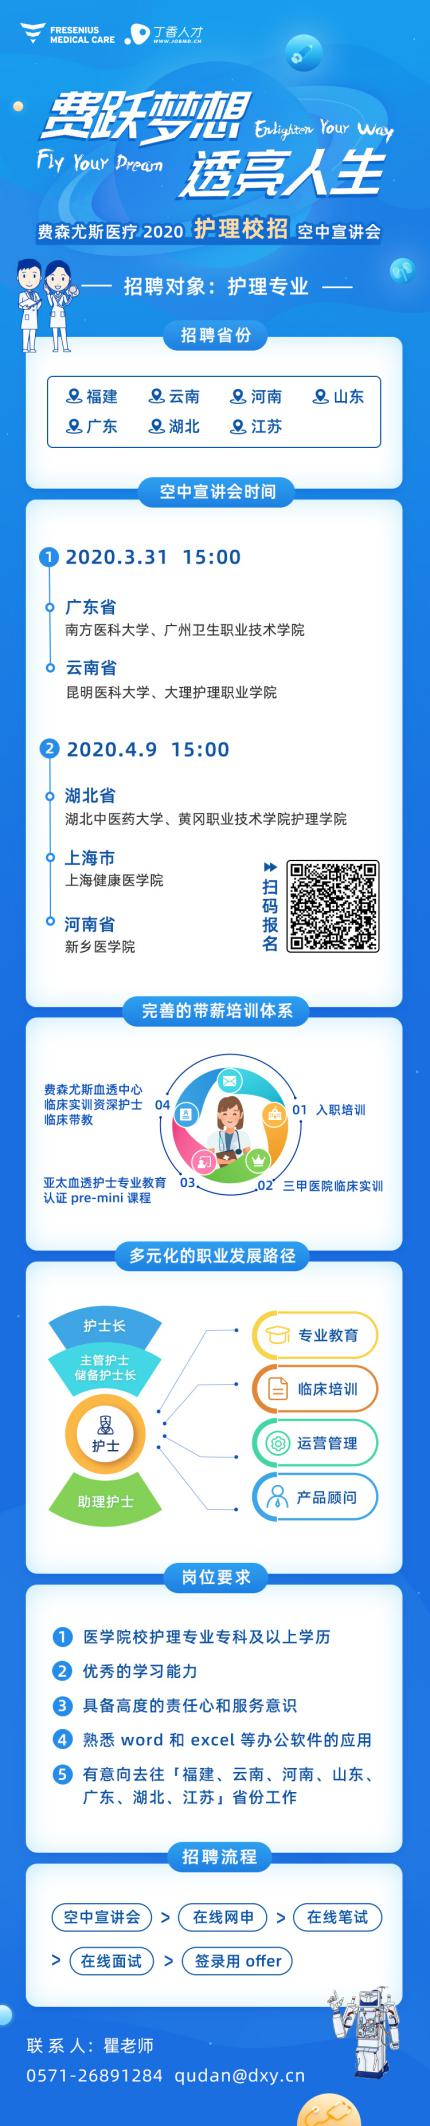 FRESENIUS
MEDICAL CARE
丁香人才
WWW.JOBMD.CN
费跃梦想
Enlighten Your Way
Fly Your Dream
透亮人生
费森尤斯医疗 2020 护理校招 空中宣讲会
招聘对象：护理专业
招聘省份
福建 云南 河南 山东
广东 湖北 江苏
空中宣讲会时间
1 2020.3.31 15:00
广东省
南方医科大学、广州卫生职业技术学院
云南省
昆明医科大学、大理护理职业学院
2 2020.4.9 15:00
湖北省
湖北中医药大学、黄冈职业技术学院护理学院
上海市
上海健康医学院
河南省
新乡医学院
扫码报名
完善的带薪培训体系
费森尤斯血透中心
临床实训资深护士
临床带教
04
01 入职培训
亚太血透护士专业教育
认证 pre-mini 课程
03
02 三甲医院临床实训
多元化的职业发展路径
护士长
主管护士
储备护士长
护士
助理护士
专业教育
临床培训
运营管理
产品顾问
岗位要求
1 医学院校护理专业专科及以上学历
2 优秀的学习能力
3 具备高度的责任心和服务意识
4 熟悉 word 和 excel 等办公软件的应用
5 有意向去往「福建、云南、河南、山东、
广东、湖北、江苏」省份工作
招聘流程
空中宣讲会 > 在线网申 > 在线笔试
> 在线面试 > 签录用 offer
联 系 人：瞿老师
0571-26891284 qudan@dxy.cn